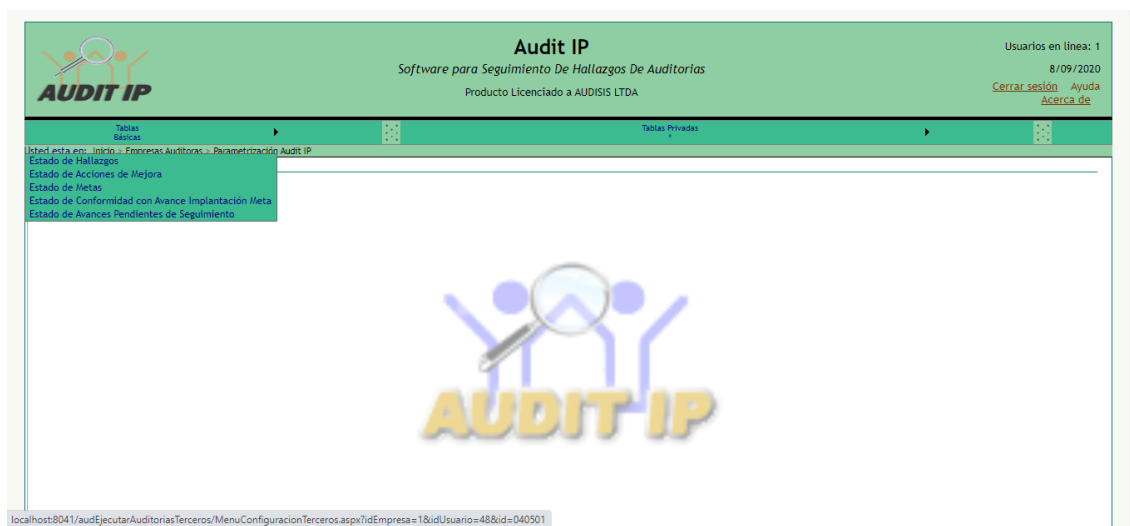 Audit IP
Software para Seguimiento De Hallazgos De Auditorias
Producto Licenciado a AUDISIS LTDA
AUDIT IP
Usuarios en linea: 1
8/09/2020
Cerrar sesión Ayuda
Acerca de
Tablas
Básicas
Tablas Privadas
Usted esta en: Inicio > Empresas Auditoras > Parametrización Audit IP
Estado de Hallazgos
Estado de Acciones de Mejora
Estado de Metas
Estado de Conformidad con Avance Implantación Meta
Estado de Avances Pendientes de Seguimiento
AUDIT IP
localhost:8041/audEjecutarAuditoriasTerceros/MenuConfiguracionTerceros.aspx?idEmpresa=1&idUsuario=48&id=040501